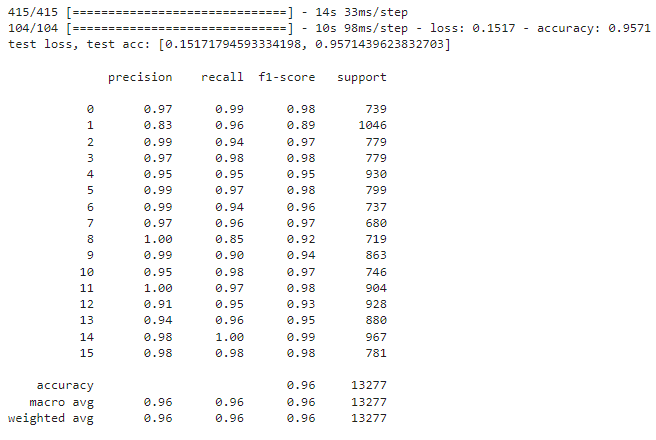 415/415 [==============================] - 14s 33ms/step
104/104 [==============================] - 10s 98ms/step - loss: 0.1517 - accuracy: 0.9571
test loss, test acc: [0.15171794593334198, 0.9571439623832703]
precision recall f1-score support
0 0.97 0.99 0.98 739
1 0.83 0.96 0.89 1046
2 0.99 0.94 0.97 779
3 0.97 0.98 0.98 779
4 0.95 0.95 0.95 930
5 0.99 0.97 0.98 799
6 0.99 0.94 0.96 737
7 0.97 0.96 0.97 680
8 1.00 0.85 0.92 719
9 0.99 0.90 0.94 863
10 0.95 0.98 0.97 746
11 1.00 0.97 0.98 904
12 0.91 0.95 0.93 928
13 0.94 0.96 0.95 880
14 0.98 1.00 0.99 967
15 0.98 0.98 0.98 781
accuracy 0.96 13277
macro avg 0.96 0.96 0.96 13277
weighted avg 0.96 0.96 0.96 13277